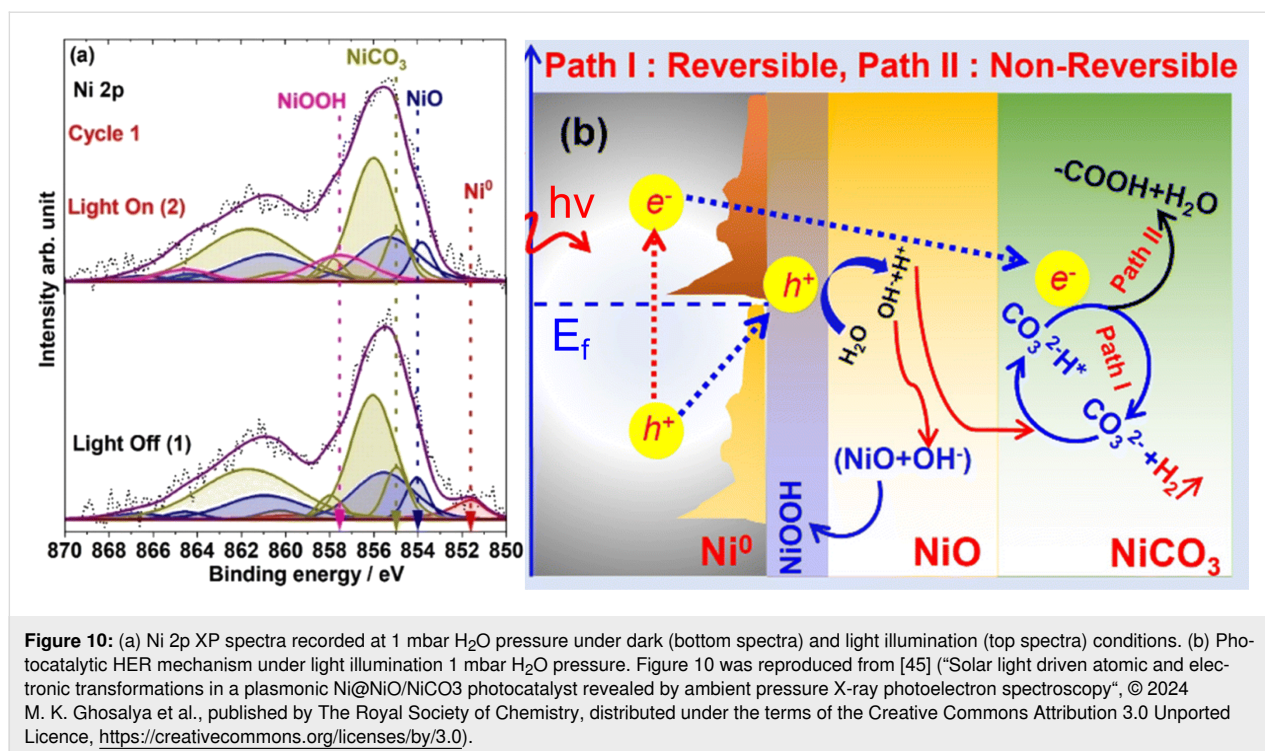 (a)
Ni 2p
Cycle 1
Light On (2)
NiCO₃
NiOOH
NiO
Ni⁰
Light Off (1)
Intensity arb. unit
870 868 866 864 862 860 858 856 854 852 850
Binding energy / eV
Path I : Reversible, Path II : Non-Reversible
(b)
hν
e⁻
h⁺
E_f
h⁺
H₂O
OH⁻+H⁺
(NiO+OH⁻)
e⁻
-COOH+H₂O
Path II
Path I
CO₃²⁻H*
CO₃²⁻+H₂
Ni⁰
NiOOH
NiO
NiCO₃
Figure 10: (a) Ni 2p XP spectra recorded at 1 mbar H₂O pressure under dark (bottom spectra) and light illumination (top spectra) conditions. (b) Pho-
tocatalytic HER mechanism under light illumination 1 mbar H₂O pressure. Figure 10 was reproduced from [45] (“Solar light driven atomic and elec-
tronic transformations in a plasmonic Ni@NiO/NiCO3 photocatalyst revealed by ambient pressure X-ray photoelectron spectroscopy“, © 2024
M. K. Ghosalya et al., published by The Royal Society of Chemistry, distributed under the terms of the Creative Commons Attribution 3.0 Unported
Licence, https://creativecommons.org/licenses/by/3.0).